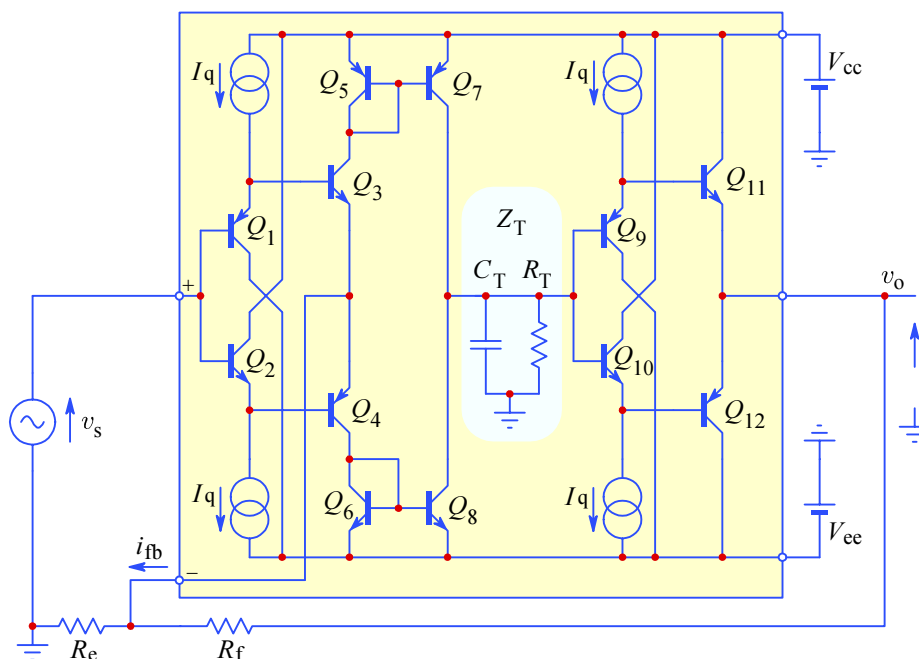 Iq
Q5
Q7
Iq
Vcc
Q3
Q11
Q1
ZT
Q9
+
CT
RT
vo
Q2
Q10
vs
Q4
Q12
Iq
Q6
Q8
Iq
Vee
ifb
−
Re
Rf